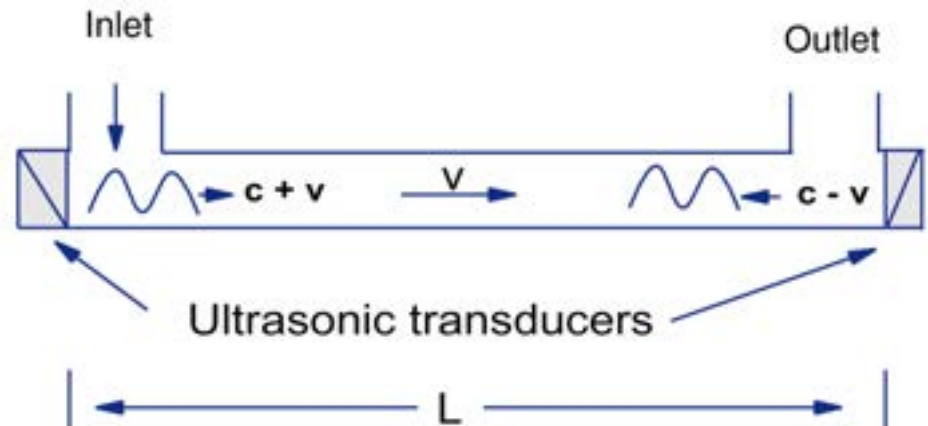 Inlet
Outlet
c + v
V
c - v
Ultrasonic transducers
L